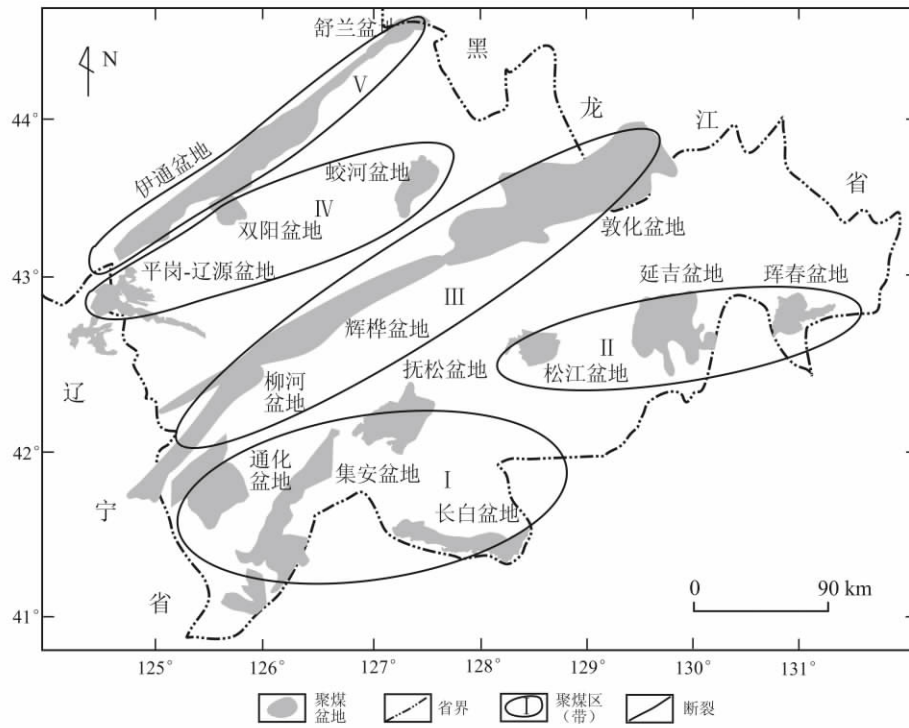 舒兰盆地
黑
N
V
龙
44°
江
伊通盆地
蛟河盆地
省
IV
双阳盆地
敦化盆地
43°
平岗-辽源盆地
延吉盆地
珲春盆地
III
辉桦盆地
II
抚松盆地
松江盆地
辽
柳河
盆地
42°
通化
盆地
集安盆地
I
长白盆地
宁
0 90 km
省
41°
125° 126° 127° 128° 129° 130° 131°
聚煤
盆地
省界
I
聚煤区
(带)
断裂